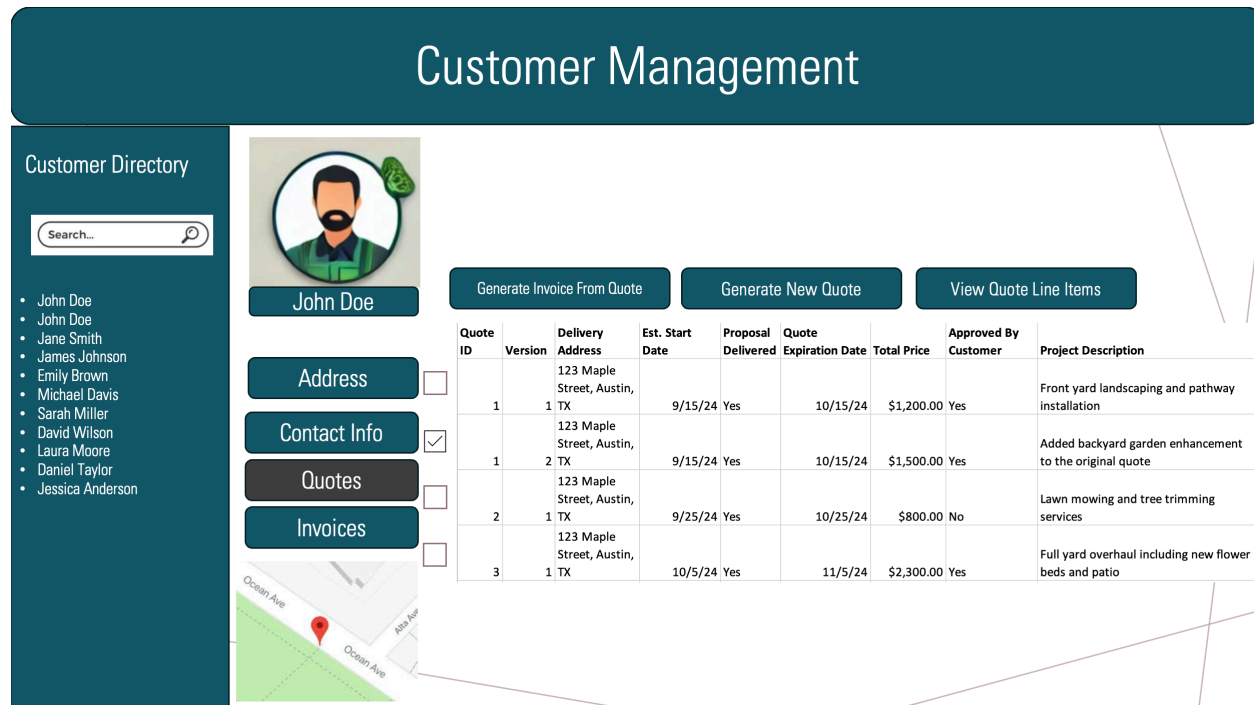 Customer Management
Customer Directory
Search...
• John Doe
• John Doe
• Jane Smith
• James Johnson
• Emily Brown
• Michael Davis
• Sarah Miller
• David Wilson
• Laura Moore
• Daniel Taylor
• Jessica Anderson
John Doe
Address
Contact Info
Quotes
Invoices
Ocean Ave
Alta Ave
Ocean Ave
Generate Invoice From Quote
Generate New Quote
View Quote Line Items
Quote ID Version Delivery Address Est. Start Date Proposal Delivered Quote Expiration Date Total Price Approved By Customer Project Description
1 1 123 Maple Street, Austin, TX 9/15/24 Yes 10/15/24 $1,200.00 Yes Front yard landscaping and pathway installation
1 2 123 Maple Street, Austin, TX 9/15/24 Yes 10/15/24 $1,500.00 Yes Added backyard garden enhancement to the original quote
2 1 123 Maple Street, Austin, TX 9/25/24 Yes 10/25/24 $800.00 No Lawn mowing and tree trimming services
3 1 123 Maple Street, Austin, TX 10/5/24 Yes 11/5/24 $2,300.00 Yes Full yard overhaul including new flower beds and patio